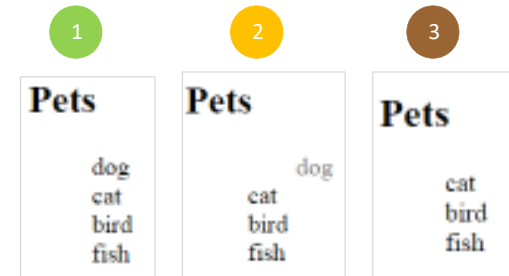 1
2
3
Pets
dog
cat
bird
fish
Pets
dog
cat
bird
fish
Pets
cat
bird
fish